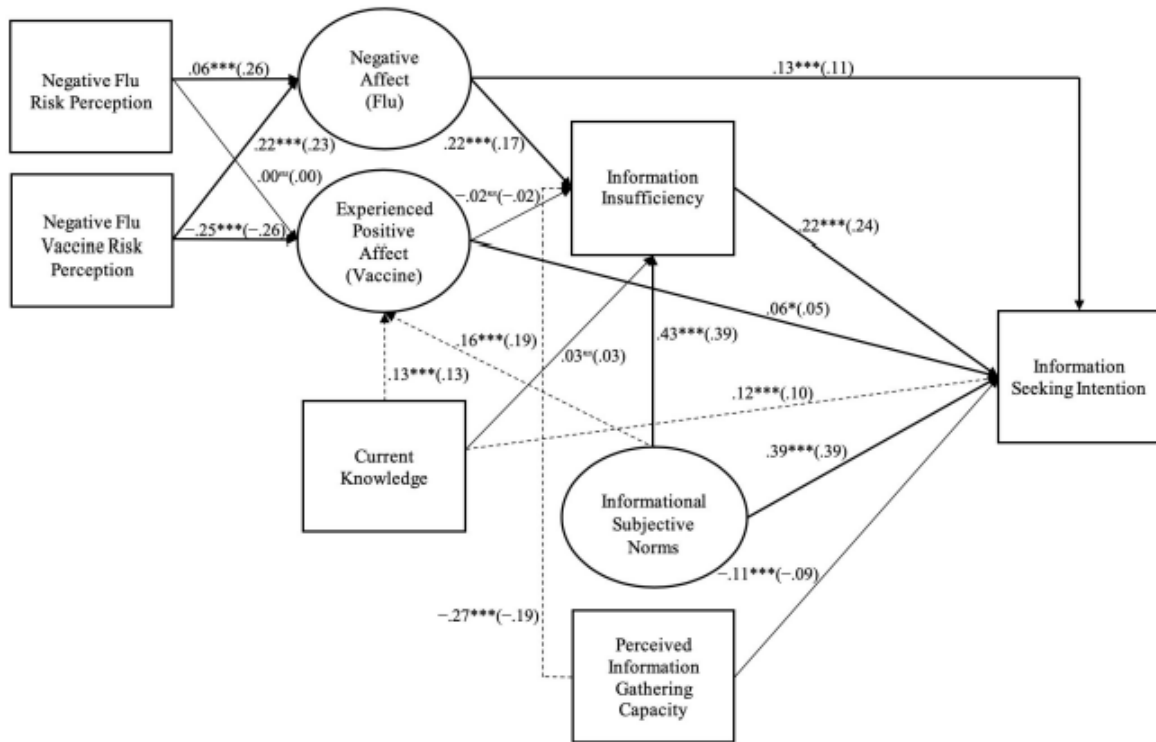 Negative Flu
Risk Perception
Negative Flu
Vaccine Risk
Perception
Negative
Affect
(Flu)
Experienced
Positive
Affect
(Vaccine)
Information
Insufficiency
Information
Seeking Intention
Current
Knowledge
Informational
Subjective
Norms
Perceived
Information
Gathering
Capacity
.06***(.26)
.22***(.23)
.00ⁿˢ(.00)
−.25***(−.26)
.13***(.11)
.22***(.17)
−.02ⁿˢ(−.02)
.22***(.24)
.06*(.05)
.16***(.19)
.43***(.39)
.03ⁿˢ(.03)
.13***(.13)
.12***(.10)
.39***(.39)
−.11***(−.09)
−.27***(−.19)